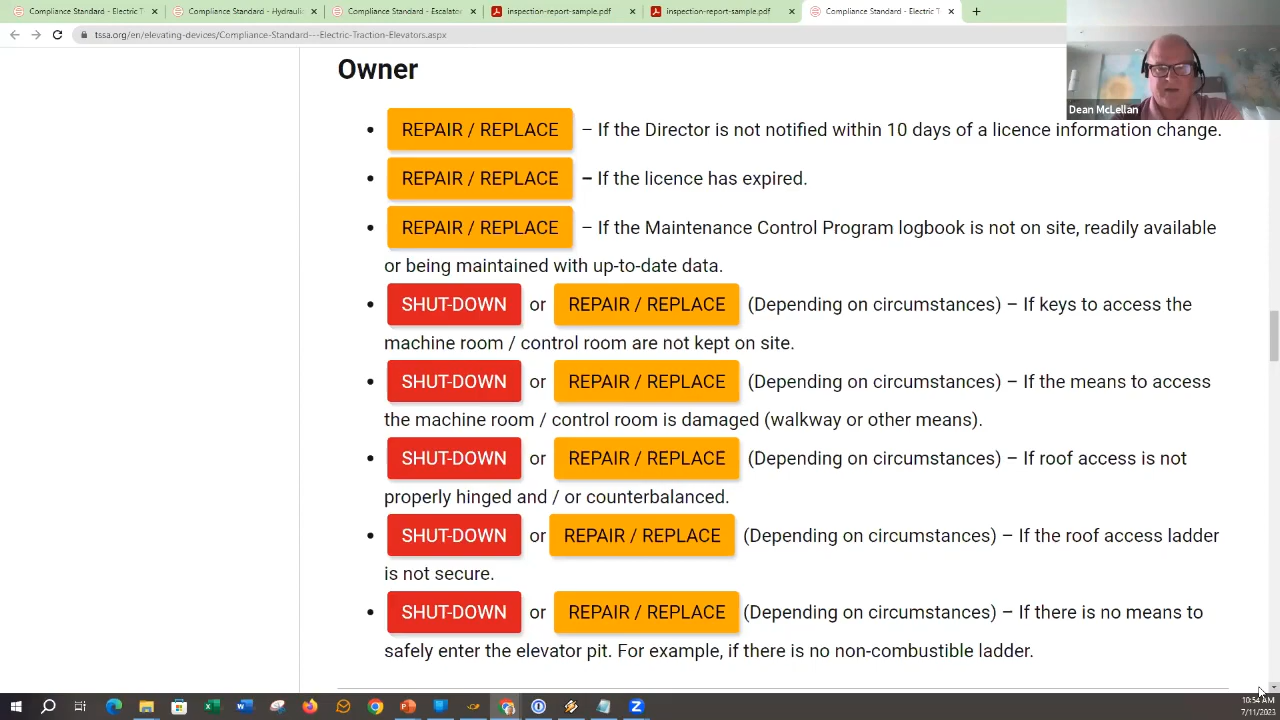 Compliance Standard - Electric T
Compliance Standard - Hydraulic
Compliance Standard - Escalator
inspection-report-sample.pdf
inspection-report-sample.pdf
Compliance Standard - Electric T
tssa.org/en/elevating-devices/Compliance-Standard---Electric-Traction-Elevators.aspx
Dean McLellan
Owner
REPAIR / REPLACE – If the Director is not notified within 10 days of a licence information change.
REPAIR / REPLACE – If the licence has expired.
REPAIR / REPLACE – If the Maintenance Control Program logbook is not on site, readily available
or being maintained with up-to-date data.
SHUT-DOWN or REPAIR / REPLACE (Depending on circumstances) – If keys to access the
machine room / control room are not kept on site.
SHUT-DOWN or REPAIR / REPLACE (Depending on circumstances) – If the means to access
the machine room / control room is damaged (walkway or other means).
SHUT-DOWN or REPAIR / REPLACE (Depending on circumstances) – If roof access is not
properly hinged and / or counterbalanced.
SHUT-DOWN or REPAIR / REPLACE (Depending on circumstances) – If the roof access ladder
is not secure.
SHUT-DOWN or REPAIR / REPLACE (Depending on circumstances) – If there is no means to
safely enter the elevator pit. For example, if there is no non-combustible ladder.
10:54 AM
7/11/2023